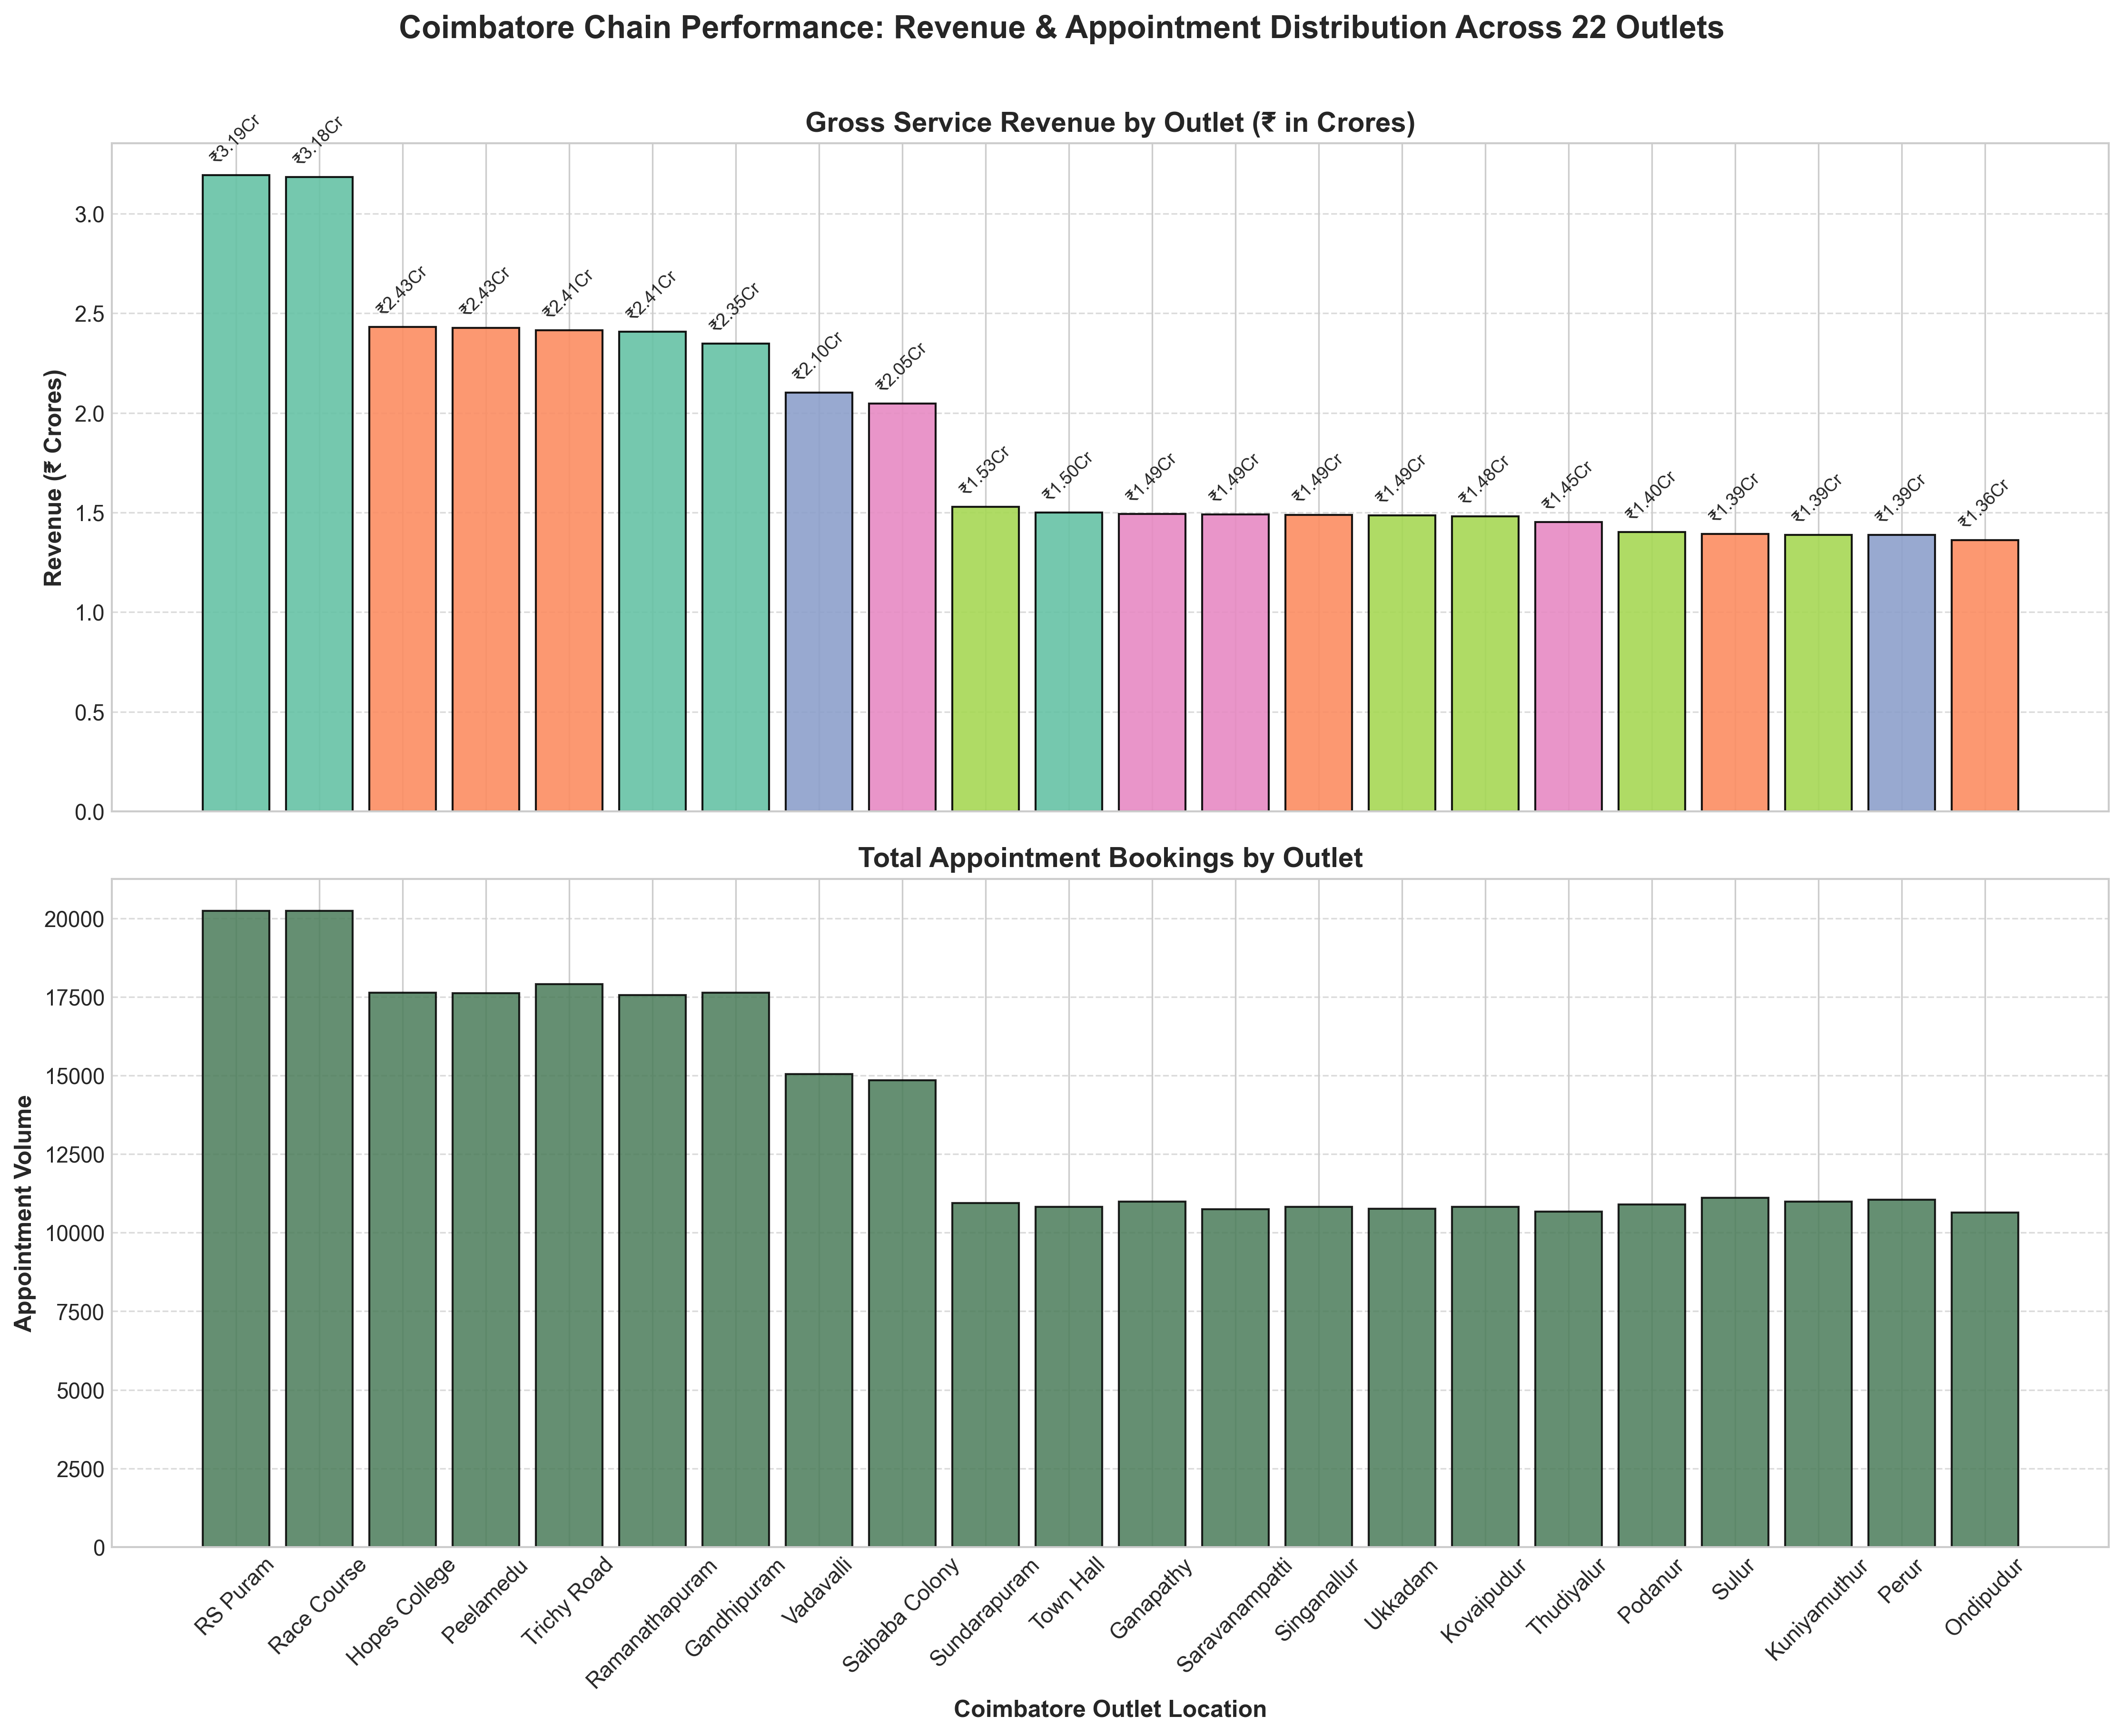 Coimbatore Chain Performance: Revenue & Appointment Distribution Across 22 Outlets
Gross Service Revenue by Outlet (₹ in Crores)
Revenue (₹ Crores)
3.0
2.5
2.0
1.5
1.0
0.5
0.0
₹3.19Cr
₹3.18Cr
₹2.43Cr
₹2.43Cr
₹2.41Cr
₹2.41Cr
₹2.35Cr
₹2.10Cr
₹2.05Cr
₹1.53Cr
₹1.50Cr
₹1.49Cr
₹1.49Cr
₹1.49Cr
₹1.49Cr
₹1.48Cr
₹1.45Cr
₹1.40Cr
₹1.39Cr
₹1.39Cr
₹1.39Cr
₹1.36Cr
Total Appointment Bookings by Outlet
Appointment Volume
20000
17500
15000
12500
10000
7500
5000
2500
0
RS Puram
Race Course
Hopes College
Peelamedu
Trichy Road
Ramanathapuram
Gandhipuram
Vadavalli
Saibaba Colony
Sundarapuram
Town Hall
Ganapathy
Saravanampatti
Singanallur
Ukkadam
Kovaipudur
Thudiyalur
Podanur
Sulur
Kuniyamuthur
Perur
Ondipudur
Coimbatore Outlet Location